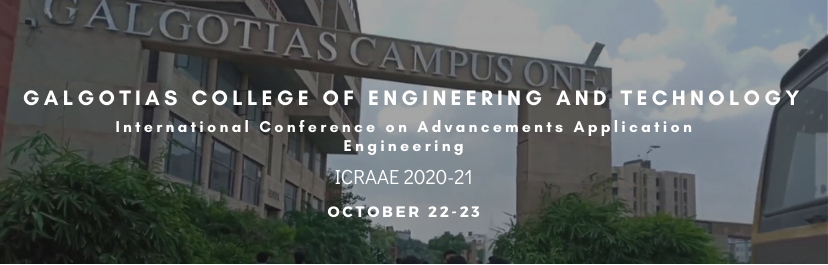 GALGOTIAS CAMPUS ONE
GALGOTIAS COLLEGE OF ENGINEERING AND TECHNOLOGY
International Conference on Advancements Application
Engineering
ICRAAE 2020-21
OCTOBER 22-23